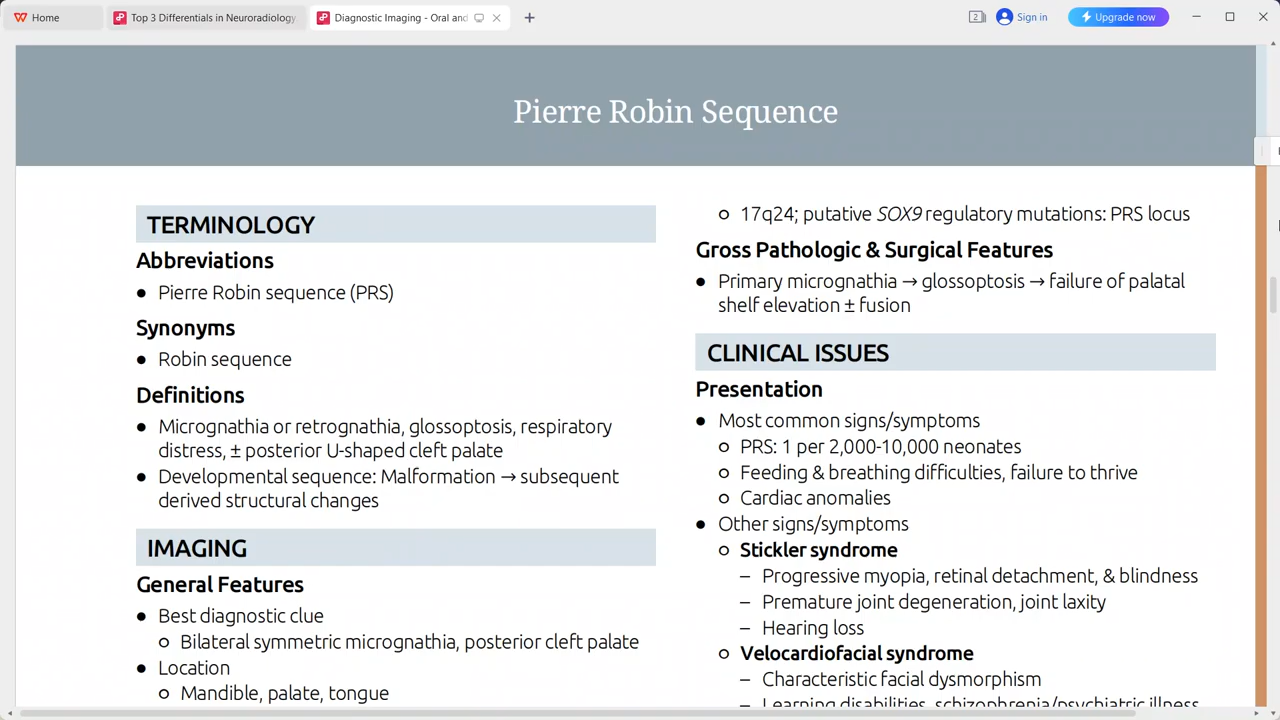 Home
Top 3 Differentials in Neuroradiology.
Diagnostic Imaging - Oral and
2
Sign in
Upgrade now
Pierre Robin Sequence
TERMINOLOGY
Abbreviations
● Pierre Robin sequence (PRS)
Synonyms
● Robin sequence
Definitions
● Micrognathia or retrognathia, glossoptosis, respiratory
distress, ± posterior U-shaped cleft palate
● Developmental sequence: Malformation → subsequent
derived structural changes
IMAGING
General Features
● Best diagnostic clue
○ Bilateral symmetric micrognathia, posterior cleft palate
● Location
○ Mandible, palate, tongue
○ 17q24; putative SOX9 regulatory mutations: PRS locus
Gross Pathologic & Surgical Features
● Primary micrognathia → glossoptosis → failure of palatal
shelf elevation ± fusion
CLINICAL ISSUES
Presentation
● Most common signs/symptoms
○ PRS: 1 per 2,000-10,000 neonates
○ Feeding & breathing difficulties, failure to thrive
○ Cardiac anomalies
● Other signs/symptoms
○ Stickler syndrome
– Progressive myopia, retinal detachment, & blindness
– Premature joint degeneration, joint laxity
– Hearing loss
○ Velocardiofacial syndrome
– Characteristic facial dysmorphism
– Learning disabilities, schizophrenia/psychiatric illness